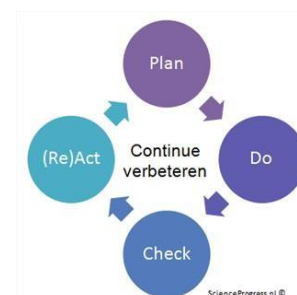 Plan
Do
Check
(Re)Act
Continue
verbeteren
ScienceProgress.nl ©